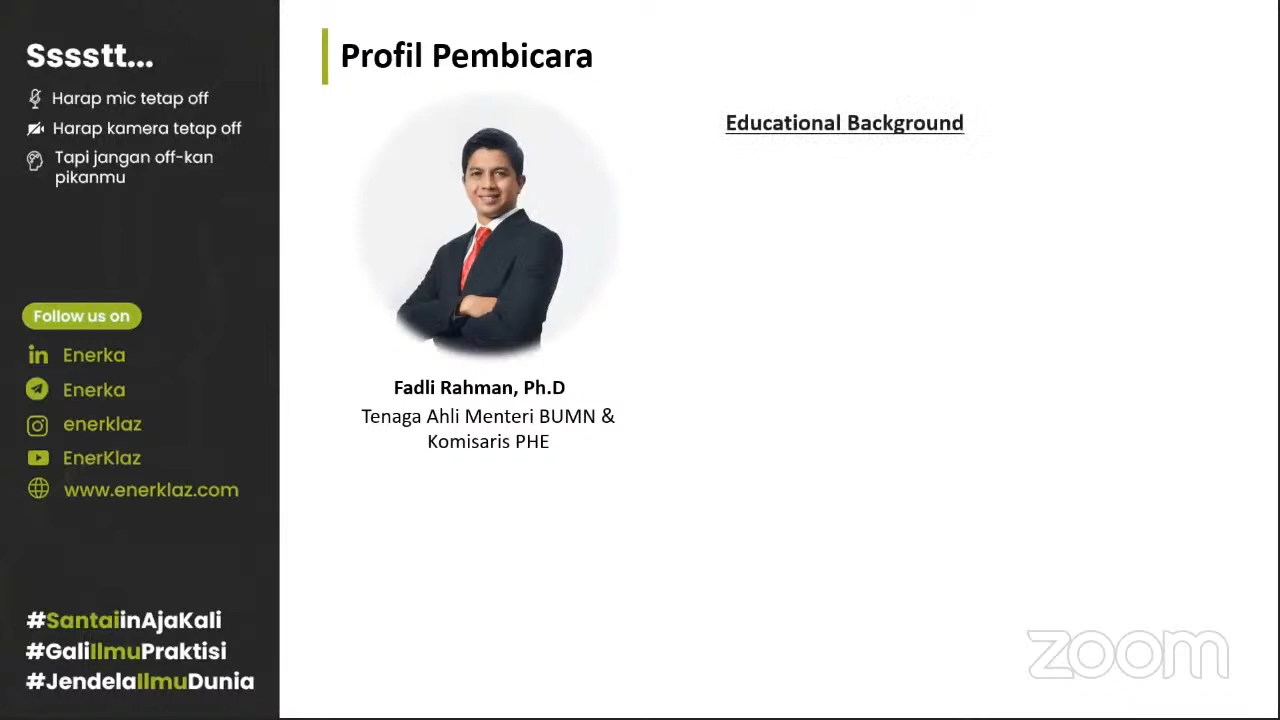 Sssstt...
Harap mic tetap off
Harap kamera tetap off
Tapi jangan off-kan
pikanmu
Follow us on
in Enerka
Enerka
enerklaz
EnerKlaz
www.enerklaz.com
#SantaiinAjaKali
#GaliIlmuPraktisi
#JendelaIlmuDunia
Profil Pembicara
Fadli Rahman, Ph.D
Tenaga Ahli Menteri BUMN &
Komisaris PHE
Educational Background
zoom